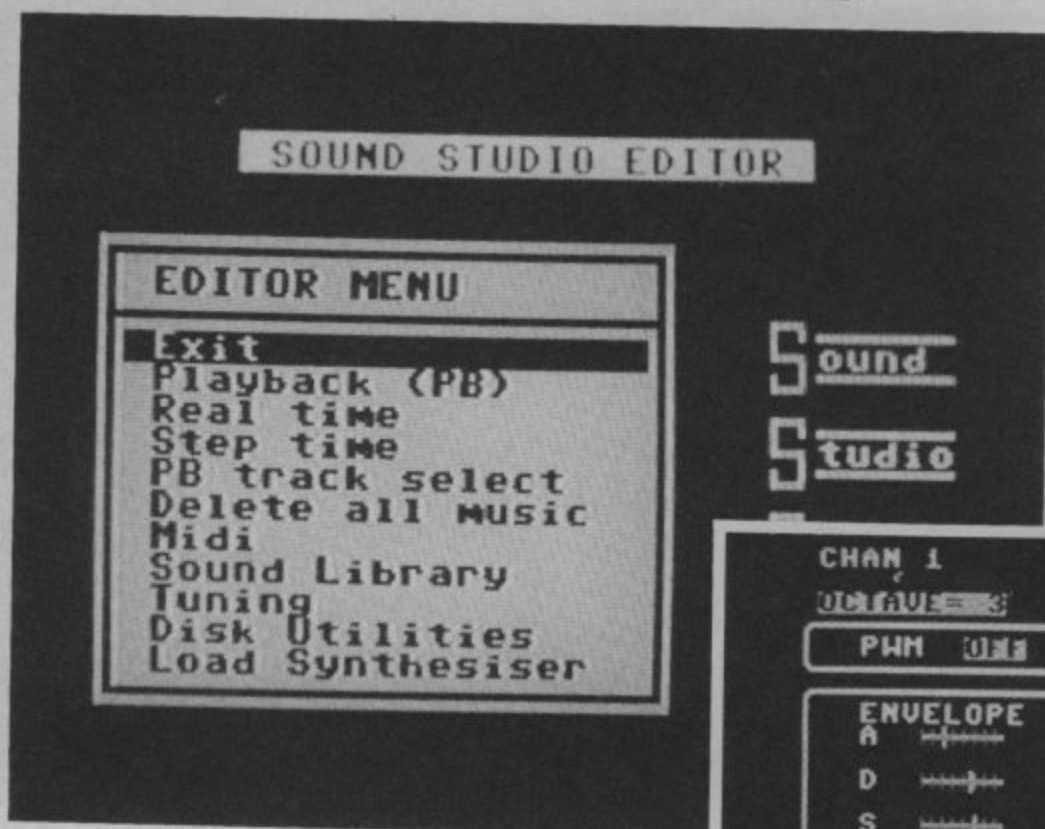 SOUND STUDIO EDITOR
EDITOR MENU
Exit
Playback (PB)
Real time
Step time
PB track select
Delete all music
Midi
Sound Library
Tuning
Disk Utilities
Load Synthesiser
Sound
Studio
CHAN 1
OCTAVE= 3
PWM OFF
ENVELOPE
A
D
S